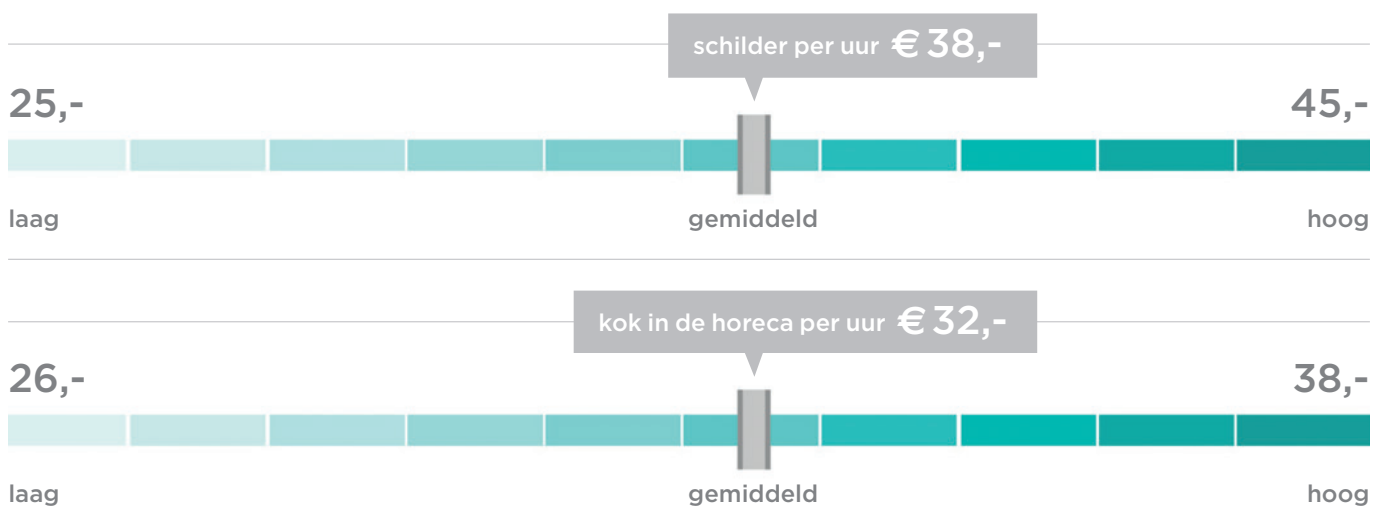 schilder per uur € 38,-
25,- 45,-
laag gemiddeld hoog
kok in de horeca per uur € 32,-
26,- 38,-
laag gemiddeld hoog